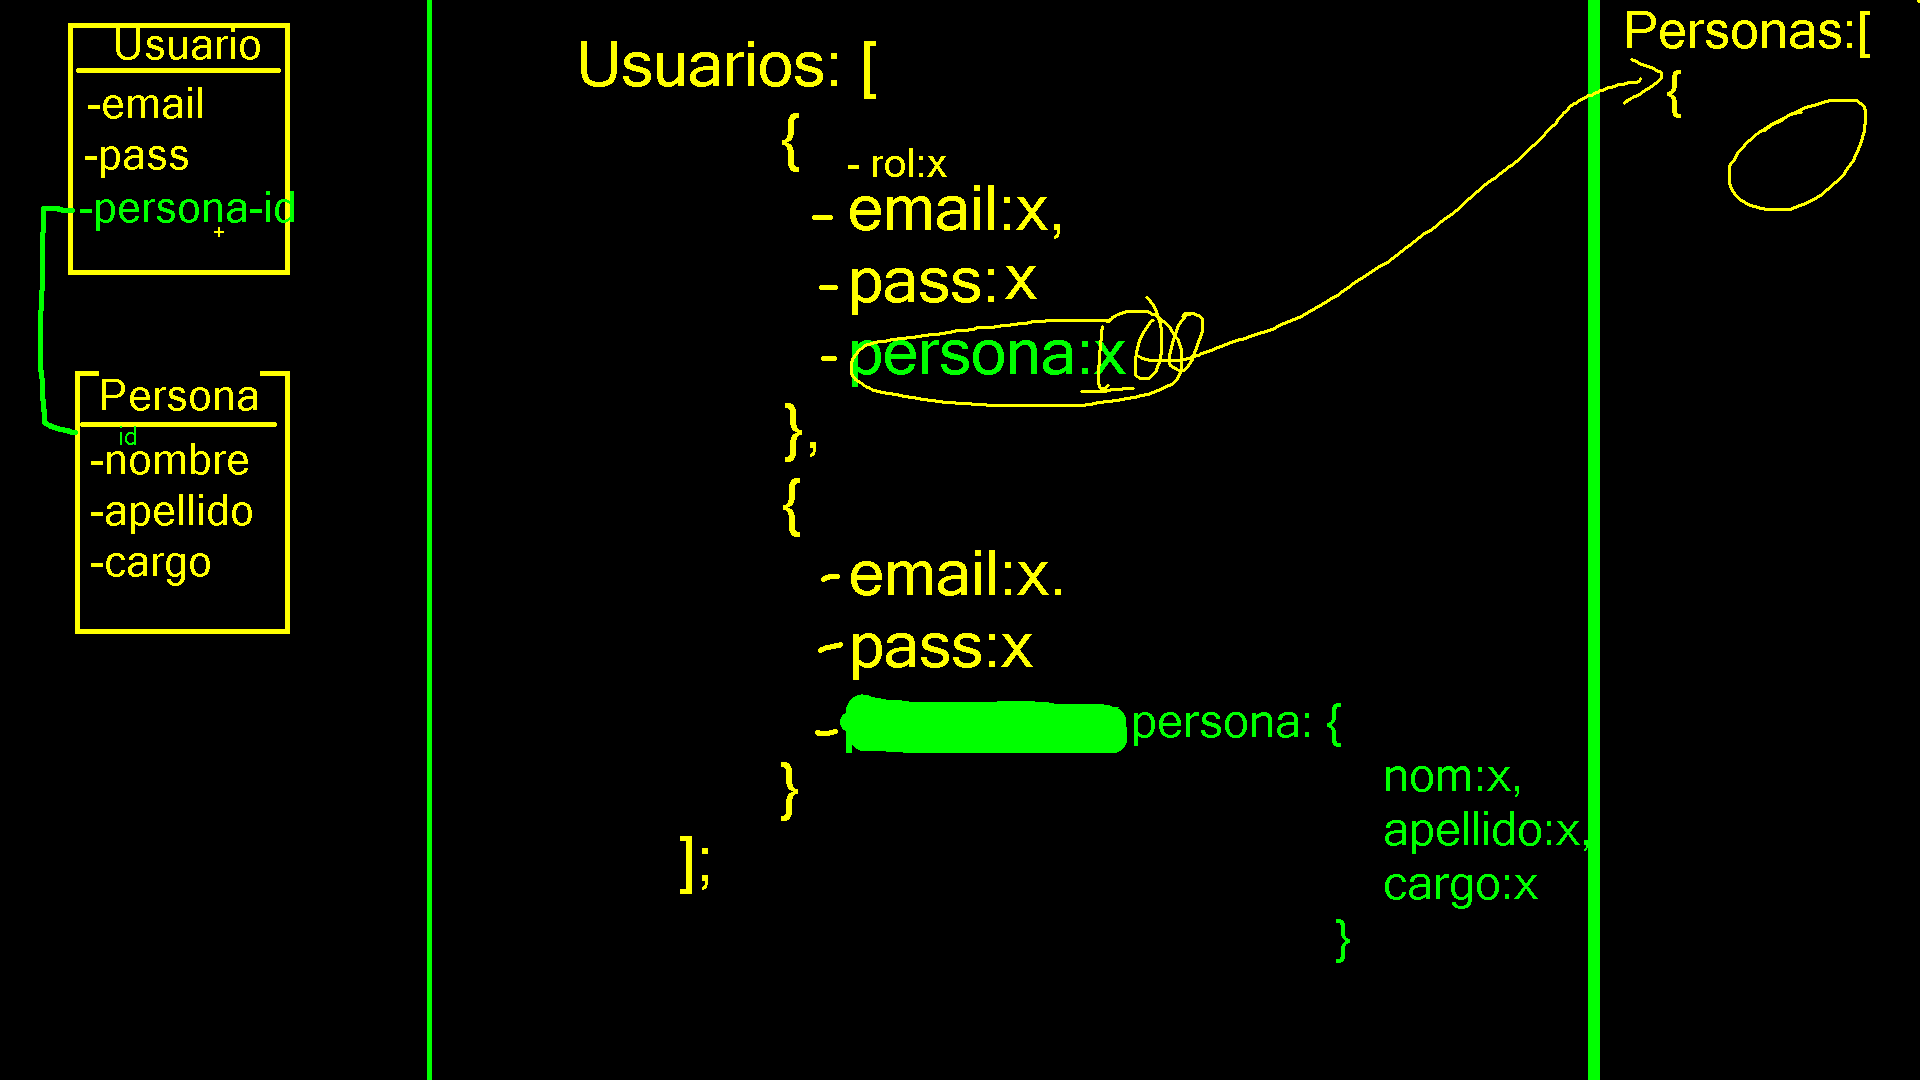 Usuario
-email
-pass
-persona-id
Persona
id
-nombre
-apellido
-cargo
Usuarios: [
{
- rol:x
- email:x,
- pass:x
- persona:x
},
{
- email:x.
- pass:x
- persona: {
nom:x,
apellido:x,
cargo:x
}
}
];
Personas:[
{